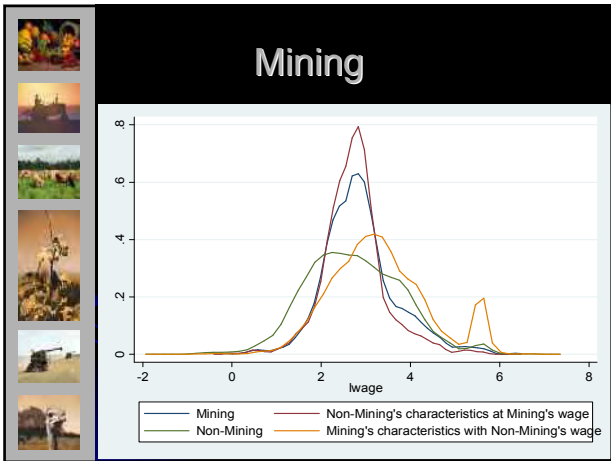 Mining
.8
.6
.4
.2
0
-2 0 2 4 6 8
lwage
Mining Non-Mining's characteristics at Mining's wage
Non-Mining Mining's characteristics with Non-Mining's wage